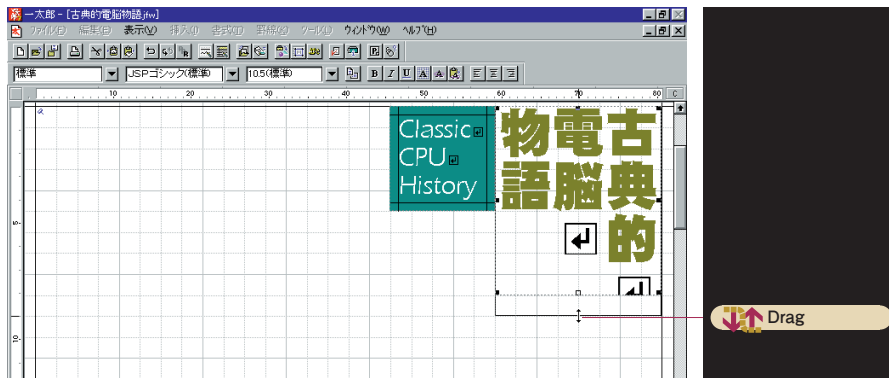 一太郎 - [古典的電脳物語.jfw]
ファイル(F) 編集(E) 表示(V) 挿入(I) 書式(T) 罫線(K) ツール(L) ウィンドウ(W) ヘルプ(H)
B I U A A
標準 JSPゴシック(標準) 10.5(標準)
10 20 30 40 50 60 70 80 C
Classic
CPU
History
古典的
電脳
物語
5
10
Drag